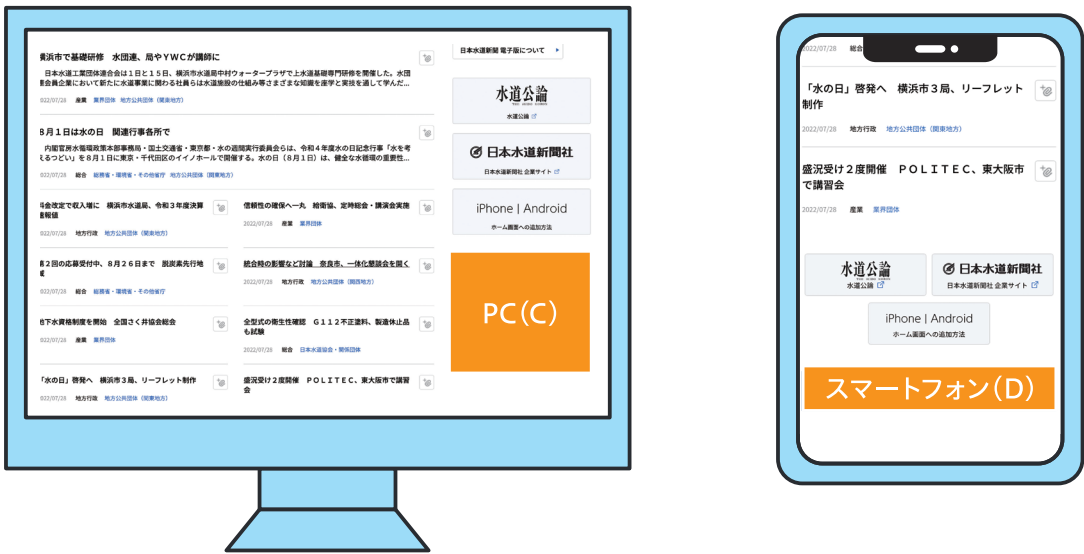 横浜市で基礎研修　水団連、局やＹＷＣが講師に
日本水道工業団体連合会は１日と１５日、横浜市水道局中村ウォータープラザで上水道基礎専門研修を開催した。水団
連会員企業において新たに水道事業に関わる社員らは水道施設の仕組み等さまざまな知識を座学と実技を通して学んだ...
2022/07/28 産業 業界団体 地方公共団体（関東地方）
８月１日は水の日　関連行事各所で
内閣官房水循環政策本部事務局・国土交通省・東京都・水の週間実行委員会らは、令和４年度水の日記念行事「水を考
えるつどい」を８月１日に東京・千代田区のイイノホールで開催する。水の日（８月１日）は、健全な水循環の重要性...
2022/07/28 総合 総務省・環境省・その他省庁 地方公共団体（関東地方）
料金改定で収入増に　横浜市水道局、令和３年度決算
速報値
2022/07/28 地方行政 地方公共団体（関東地方）
信頼性の確保へ一丸　給衛協、定時総会・講演会実施
2022/07/28 産業 業界団体
第２回の応募受付中、８月２６日まで　脱炭素先行地
域
2022/07/28 総合 総務省・環境省・その他省庁
統合時の影響など討論　奈良市、一体化懇談会を開く
2022/07/28 地方行政 地方公共団体（関西地方）
地下水資格制度を開始　全国さく井協会総会
2022/07/28 産業 業界団体
全型式の衛生性確認　Ｇ１１２不正塗料、製造休止品
も試験
2022/07/28 総合 日本水道協会・関係団体
「水の日」啓発へ　横浜市３局、リーフレット制作
2022/07/28 地方行政 地方公共団体（関東地方）
盛況受け２度開催　ＰＯＬＩＴＥＣ、東大阪市で講習
会
2022/07/28 産業 業界団体
日本水道新聞 電子版について
水道公論
水道公論
日本水道新聞社
日本水道新聞社 企業サイト
iPhone | Android
ホーム画面への追加方法
PC（C）
2022/07/28 総合
「水の日」啓発へ　横浜市３局、リーフレット
制作
2022/07/28 地方行政 地方公共団体（関東地方）
盛況受け２度開催　ＰＯＬＩＴＥＣ、東大阪市
で講習会
2022/07/28 産業 業界団体
水道公論
水道公論
日本水道新聞社
日本水道新聞社 企業サイト
iPhone | Android
ホーム画面への追加方法
スマートフォン（D）